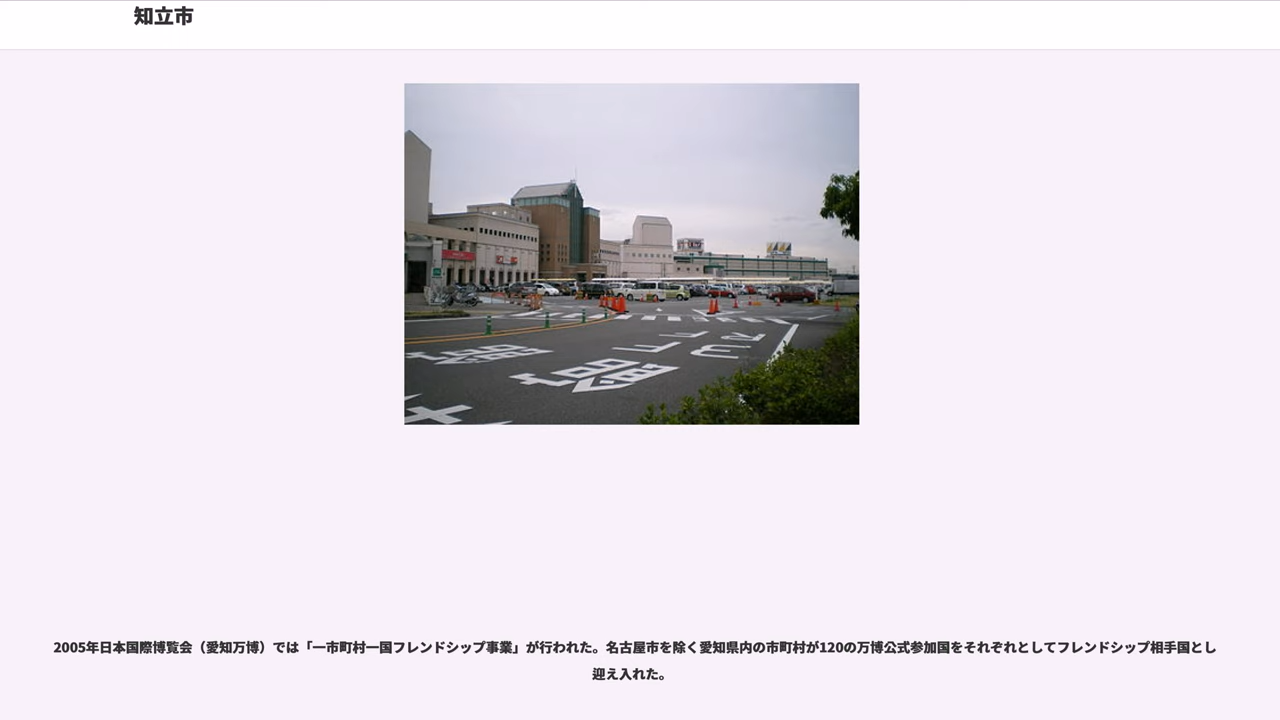 知立市
2005年日本国際博覧会（愛知万博）では「一市町村一国フレンドシップ事業」が行われた。名古屋市を除く愛知県内の市町村が120の万博公式参加国をそれぞれとしてフレンドシップ相手国とし
迎え入れた。